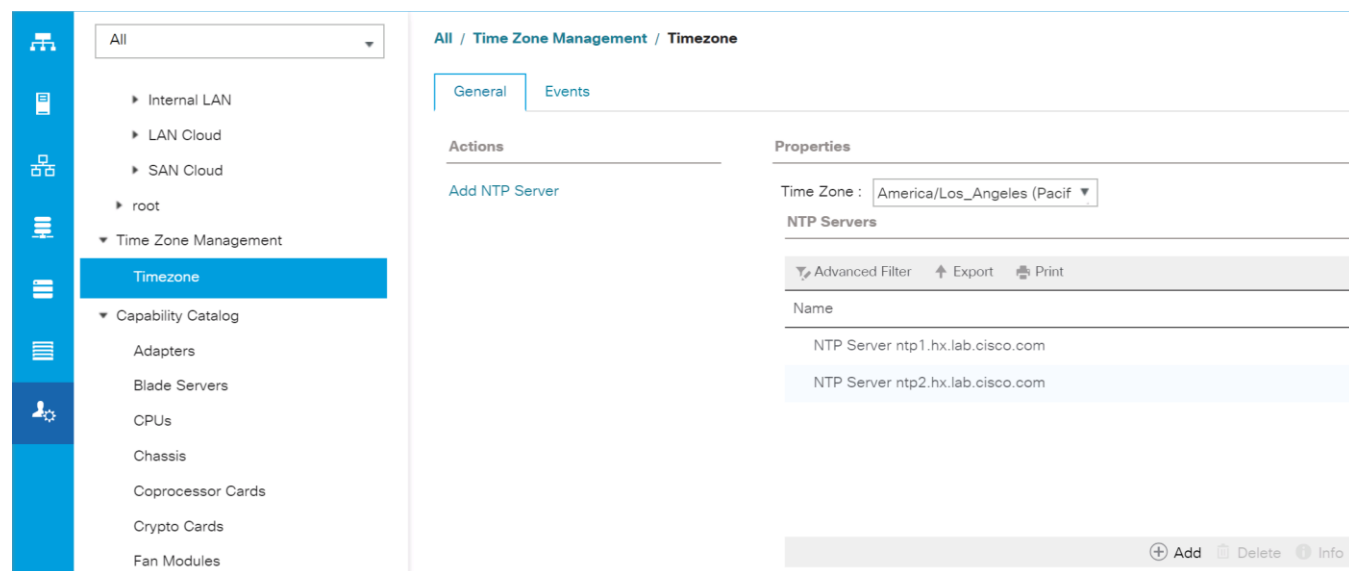 All
Internal LAN
LAN Cloud
SAN Cloud
root
Time Zone Management
Timezone
Capability Catalog
Adapters
Blade Servers
CPUs
Chassis
Coprocessor Cards
Crypto Cards
Fan Modules
All / Time Zone Management / Timezone
General Events
Actions
Add NTP Server
Properties
Time Zone : America/Los_Angeles (Pacif
NTP Servers
Advanced Filter Export Print
Name
NTP Server ntp1.hx.lab.cisco.com
NTP Server ntp2.hx.lab.cisco.com
Add Delete Info